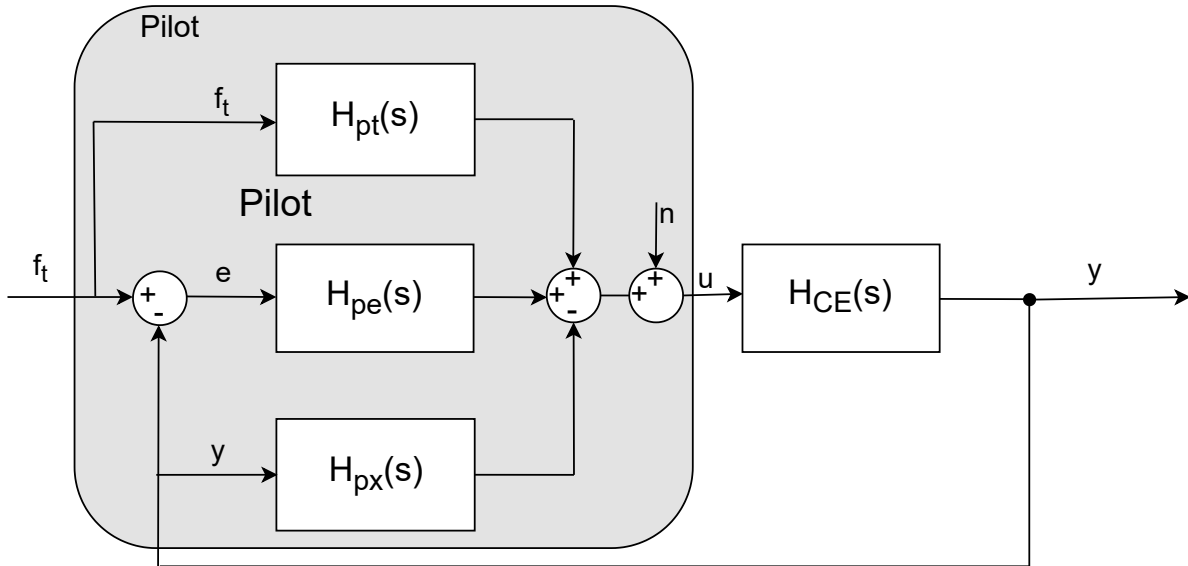 Pilot
f_t
H_pt(s)
Pilot
n
f_t
+
-
e
H_pe(s)
+
+
-
+
+
u
H_CE(s)
y
y
H_px(s)